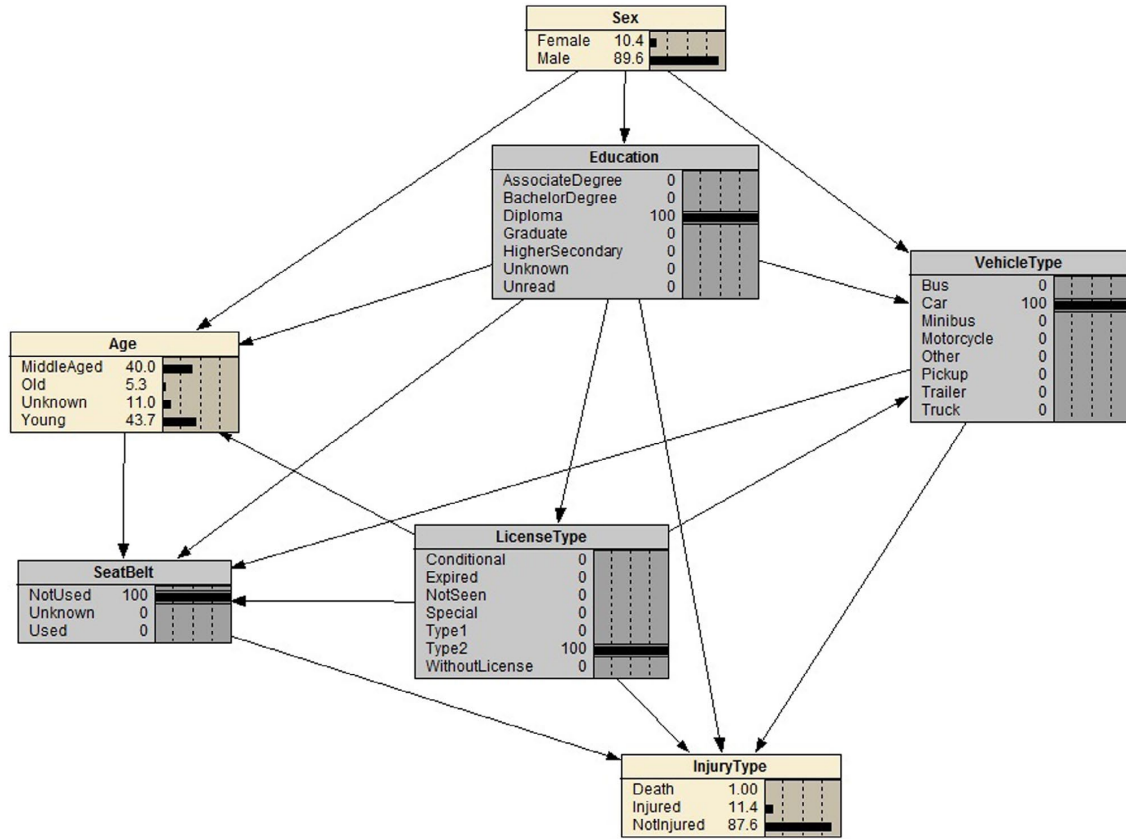 Sex
Female 10.4
Male 89.6
Education
AssociateDegree 0
BachelorDegree 0
Diploma 100
Graduate 0
HigherSecondary 0
Unknown 0
Unread 0
VehicleType
Bus 0
Car 100
Minibus 0
Motorcycle 0
Other 0
Pickup 0
Trailer 0
Truck 0
Age
MiddleAged 40.0
Old 5.3
Unknown 11.0
Young 43.7
LicenseType
Conditional 0
Expired 0
NotSeen 0
Special 0
Type1 0
Type2 100
WithoutLicense 0
SeatBelt
NotUsed 100
Unknown 0
Used 0
InjuryType
Death 1.00
Injured 11.4
NotInjured 87.6